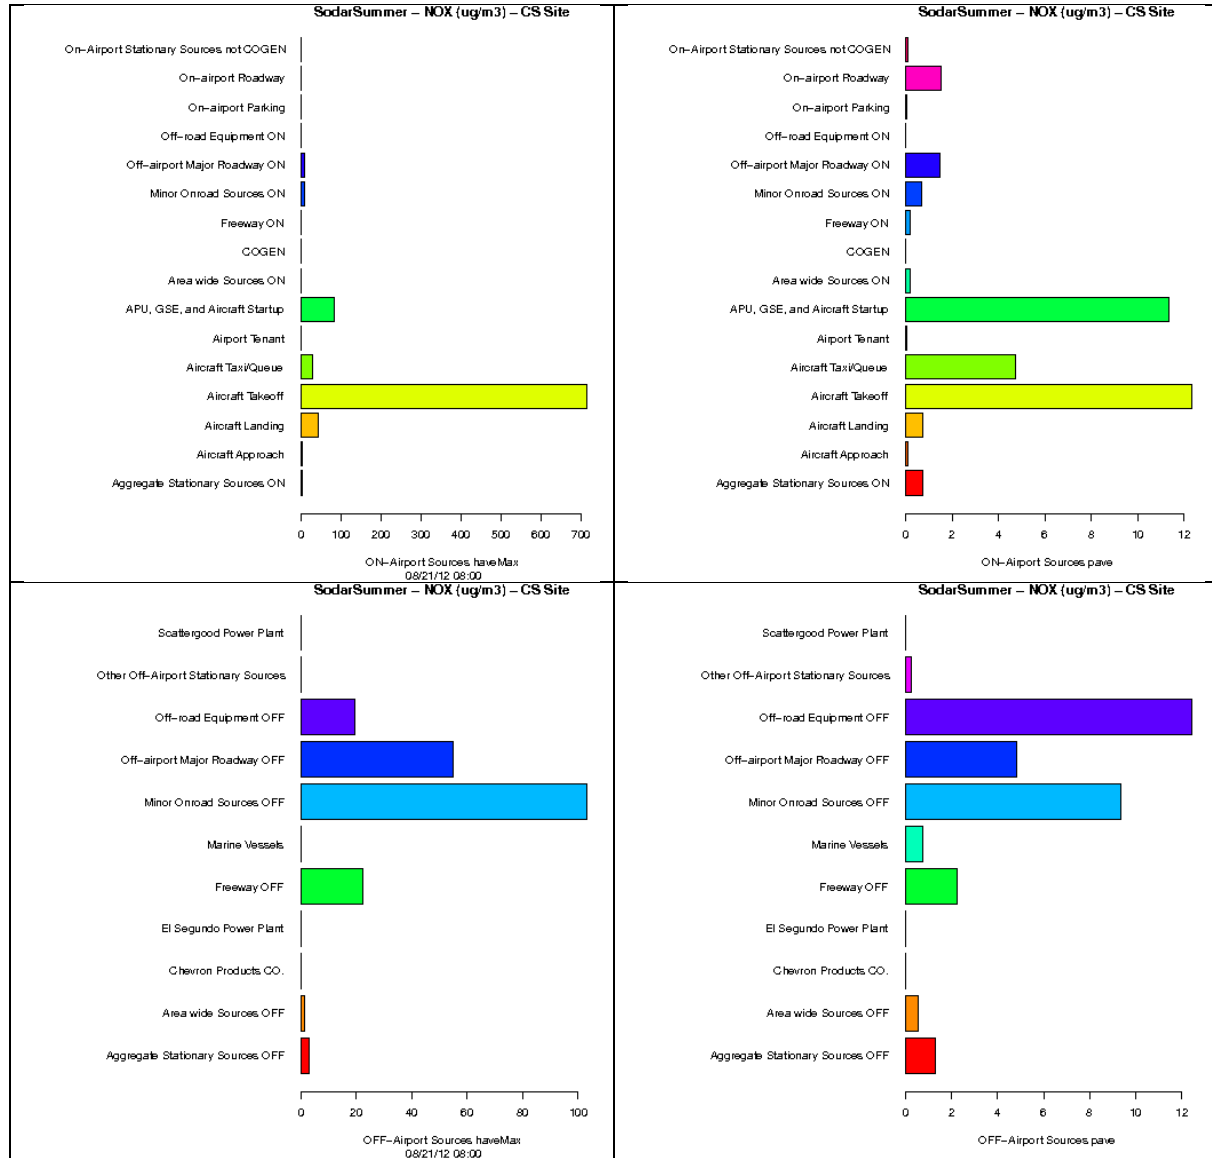 SodarSummer – NOX (ug/m3) – CS Site
On–Airport Stationary Sources not COGEN
On–airport Roadway
On–airport Parking
Off–road Equipment ON
Off–airport Major Roadway ON
Minor Onroad Sources ON
Freeway ON
COGEN
Area wide Sources ON
APU, GSE, and Aircraft Startup
Airport Tenant
Aircraft Taxi/Queue
Aircraft Takeoff
Aircraft Landing
Aircraft Approach
Aggregate Stationary Sources ON
0 100 200 300 400 500 600 700
ON–Airport Sources haveMax
08/21/12 08:00
SodarSummer – NOX (ug/m3) – CS Site
On–Airport Stationary Sources not COGEN
On–airport Roadway
On–airport Parking
Off–road Equipment ON
Off–airport Major Roadway ON
Minor Onroad Sources ON
Freeway ON
COGEN
Area wide Sources ON
APU, GSE, and Aircraft Startup
Airport Tenant
Aircraft Taxi/Queue
Aircraft Takeoff
Aircraft Landing
Aircraft Approach
Aggregate Stationary Sources ON
0 2 4 6 8 10 12
ON–Airport Sources pave
SodarSummer – NOX (ug/m3) – CS Site
Scattergood Power Plant
Other Off–Airport Stationary Sources
Off–road Equipment OFF
Off–airport Major Roadway OFF
Minor Onroad Sources OFF
Marine Vessels
Freeway OFF
El Segundo Power Plant
Chevron Products CO.
Area wide Sources OFF
Aggregate Stationary Sources OFF
0 20 40 60 80 100
OFF–Airport Sources haveMax
08/21/12 08:00
SodarSummer – NOX (ug/m3) – CS Site
Scattergood Power Plant
Other Off–Airport Stationary Sources
Off–road Equipment OFF
Off–airport Major Roadway OFF
Minor Onroad Sources OFF
Marine Vessels
Freeway OFF
El Segundo Power Plant
Chevron Products CO.
Area wide Sources OFF
Aggregate Stationary Sources OFF
0 2 4 6 8 10 12
OFF–Airport Sources pave